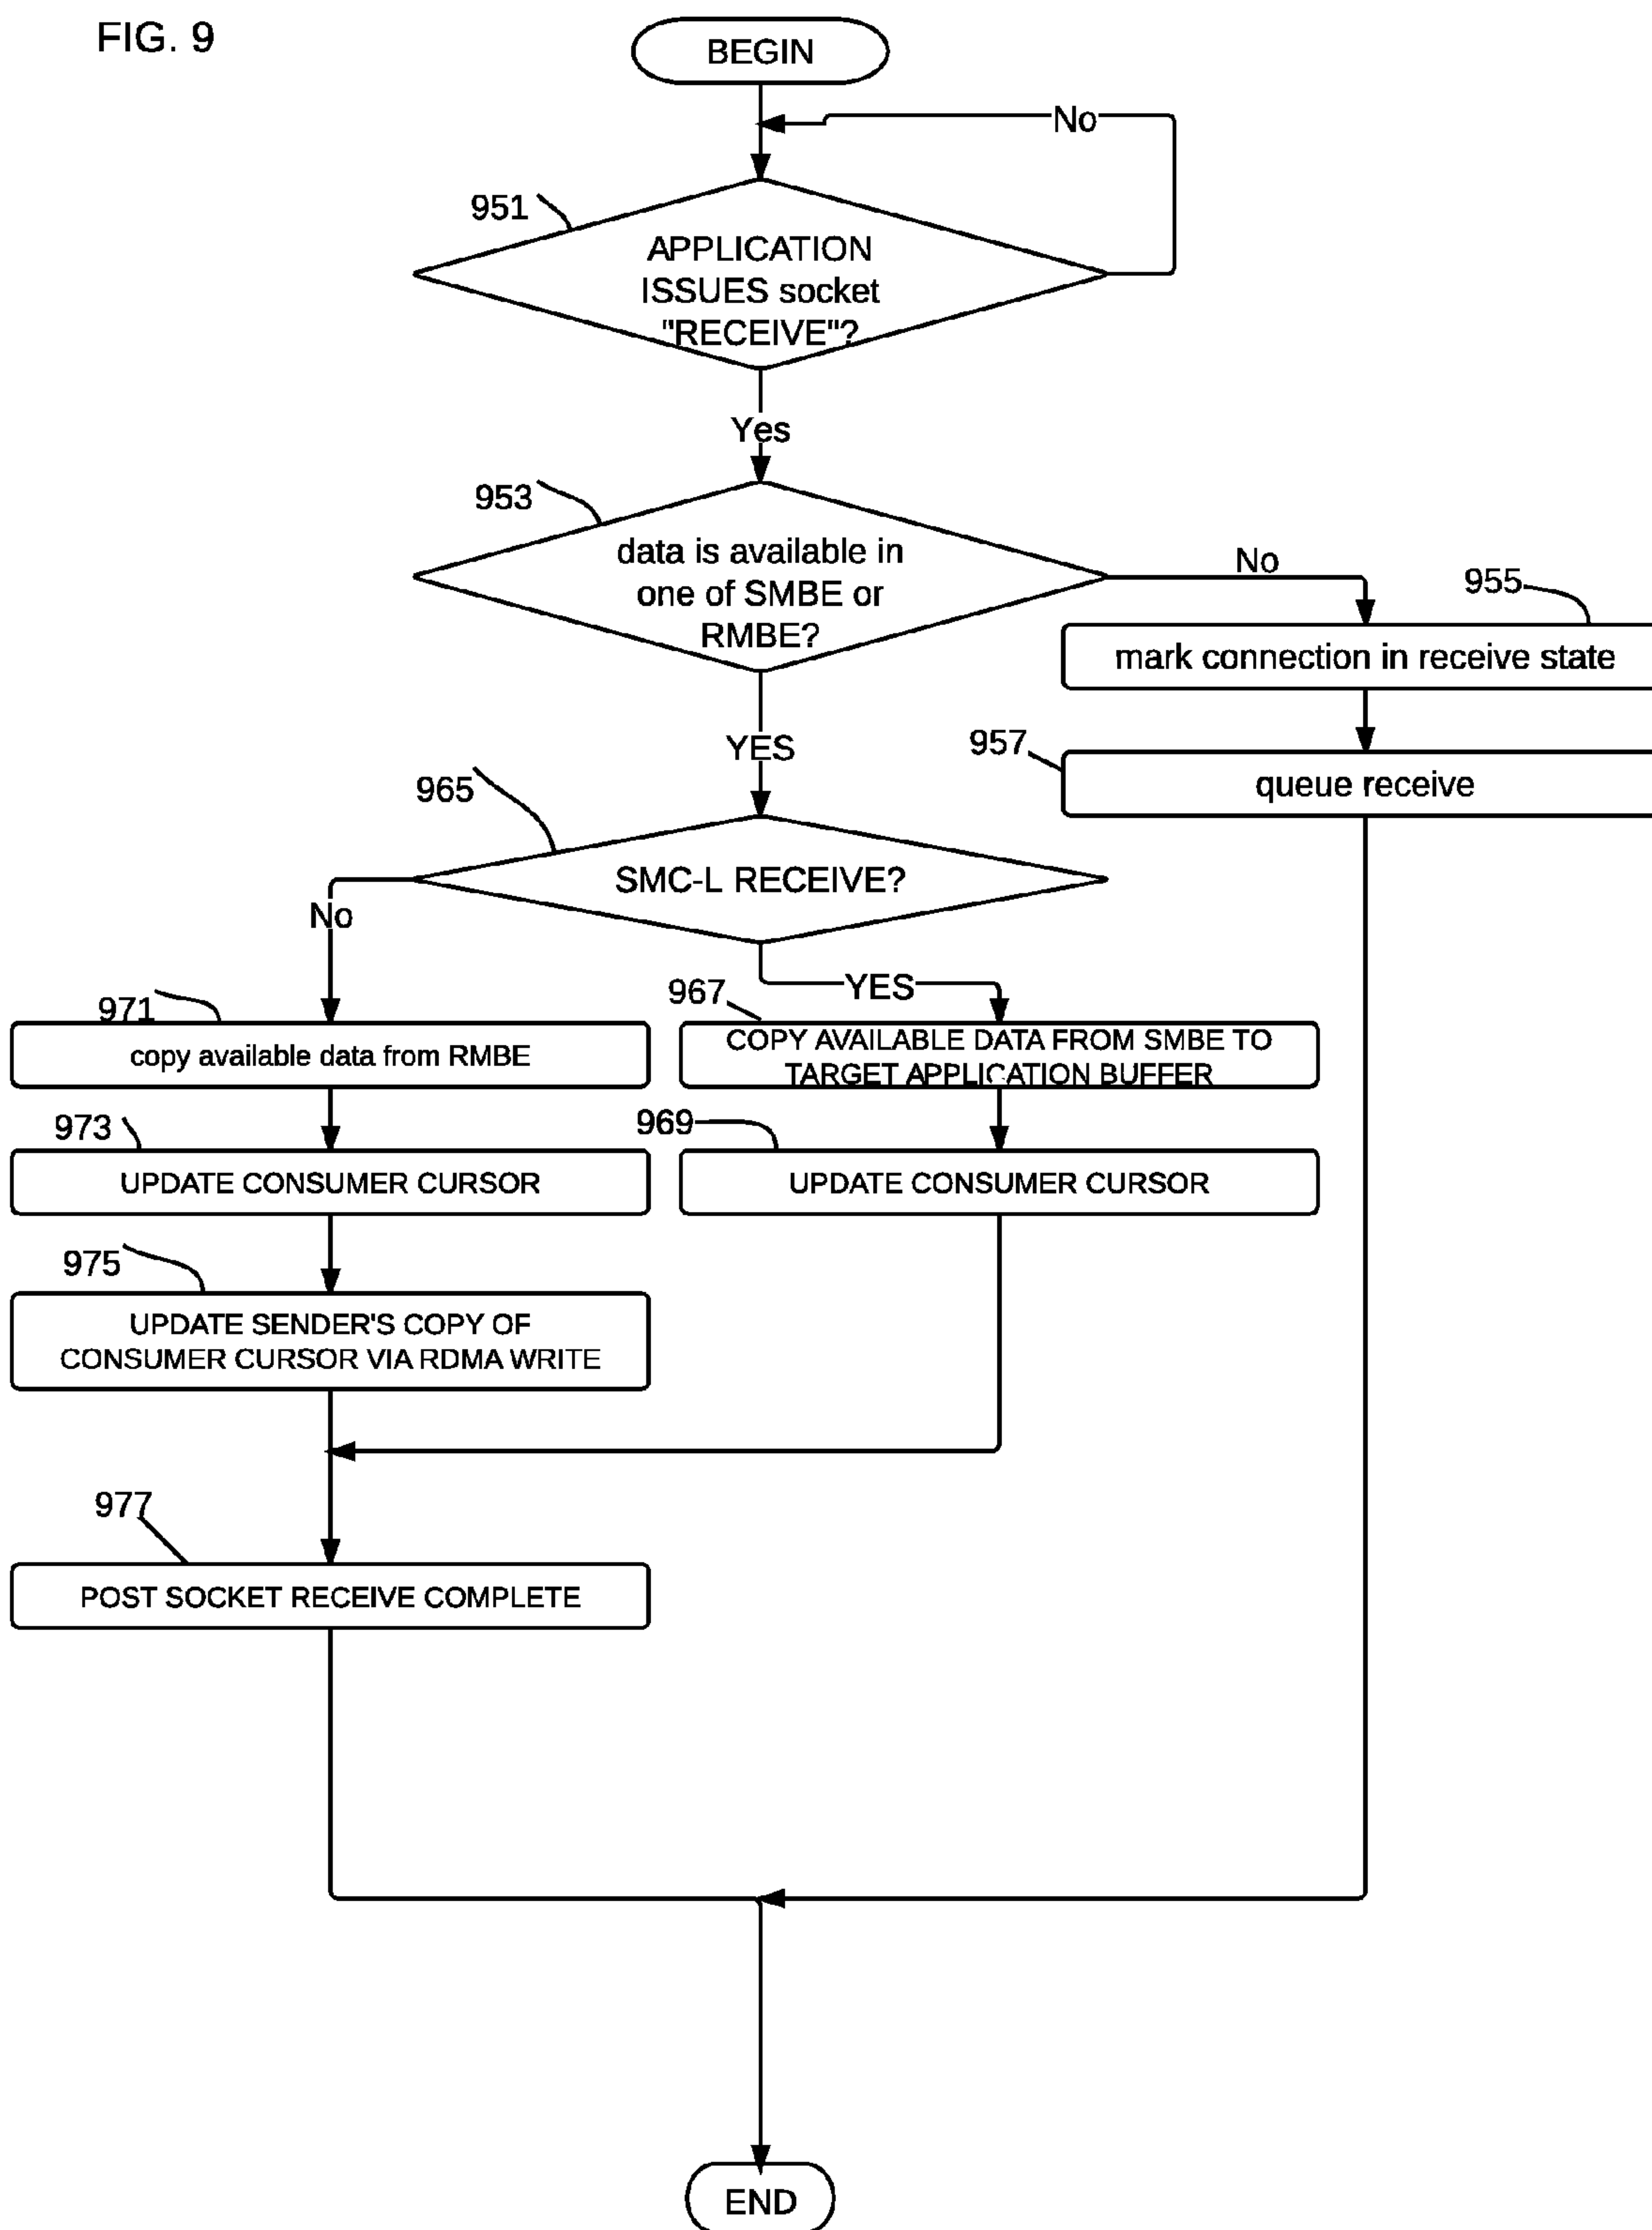 FIG. 9
BEGIN
No
951
APPLICATION
ISSUES socket
"RECEIVE"?
Yes
953
data is available in
one of SMBE or
RMBE?
No
955
mark connection in receive state
YES
957
queue receive
965
SMC-L RECEIVE?
No
YES
971
copy available data from RMBE
967
COPY AVAILABLE DATA FROM SMBE TO
TARGET APPLICATION BUFFER
973
UPDATE CONSUMER CURSOR
969
UPDATE CONSUMER CURSOR
975
UPDATE SENDER'S COPY OF
CONSUMER CURSOR VIA RDMA WRITE
977
POST SOCKET RECEIVE COMPLETE
END